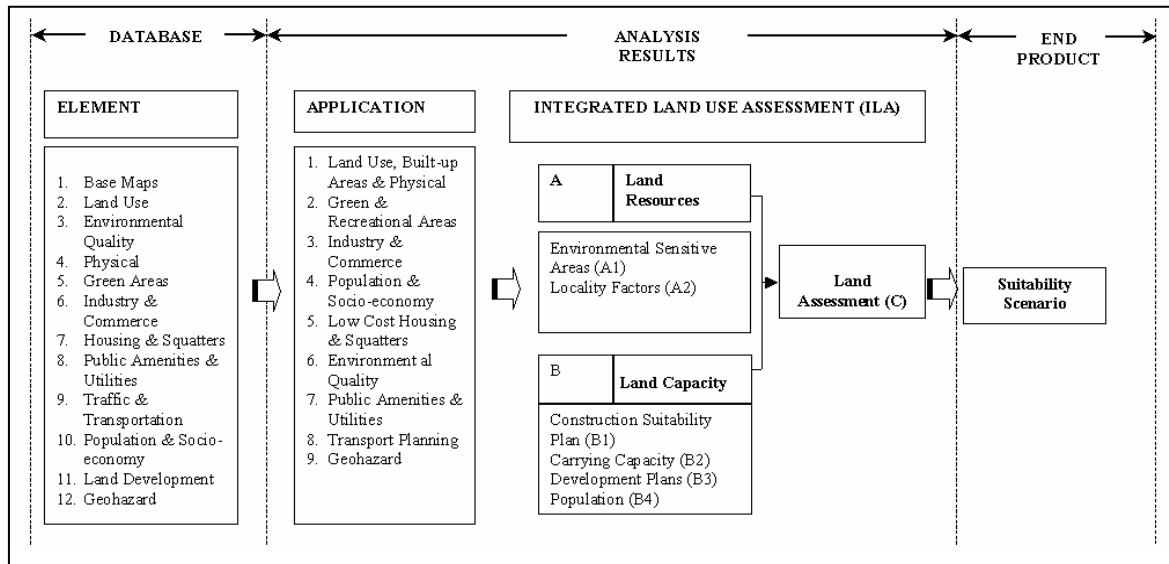 DATABASE
ANALYSIS
RESULTS
END
PRODUCT
ELEMENT
1. Base Maps
2. Land Use
3. Environmental
Quality
4. Physical
5. Green Areas
6. Industry &
Commerce
7. Housing & Squatters
8. Public Amenities &
Utilities
9. Traffic &
Transportation
10. Population & Socio-
economy
11. Land Development
12. Geohazard
APPLICATION
1. Land Use, Built-up
Areas & Physical
2. Green &
Recreational Areas
3. Industry &
Commerce
4. Population &
Socio-economy
5. Low Cost Housing
& Squatters
6. Environment al
Quality
7. Public Amenities &
Utilities
8. Transport Planning
9. Geohazard
INTEGRATED LAND USE ASSESSMENT (ILA)
A
Land
Resources
Environmental Sensitive
Areas (A1)
Locality Factors (A2)
B
Land Capacity
Construction Suitability
Plan (B1)
Carrying Capacity (B2)
Development Plans (B3)
Population (B4)
Land
Assessment (C)
Suitability
Scenario